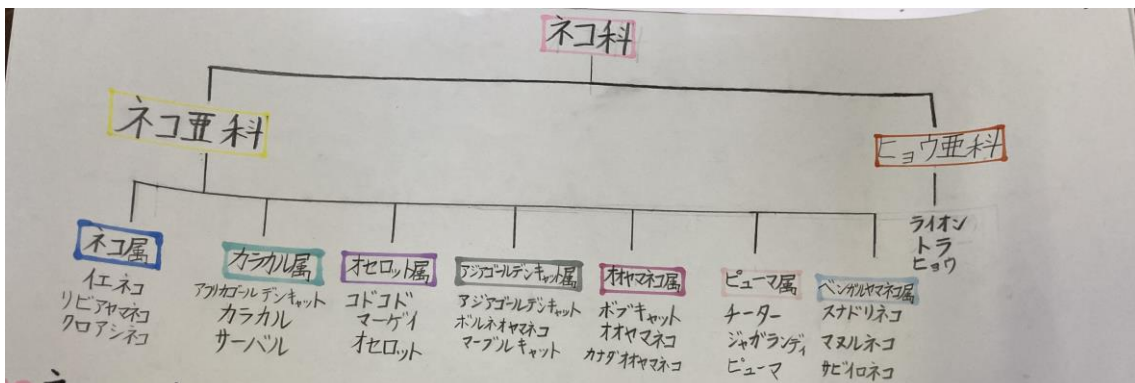 ネコ科
ネコ亜科
ヒョウ亜科
ネコ属
イエネコ
リビアヤマネコ
クロアシネコ
カラカル属
アフリカゴールデンキャット
カラカル
サーバル
オセロット属
コドコド
マーゲイ
オセロット
アジアゴールデンキャット属
アジアゴールデンキャット
ボルネオヤマネコ
マーブルキャット
オオヤマネコ属
ボブキャット
オオヤマネコ
カナダオオヤマネコ
ピューマ属
チーター
ジャガランディ
ピューマ
ベンガルヤマネコ属
スナドリネコ
マヌルネコ
サビイロネコ
ライオン
トラ
ヒョウ